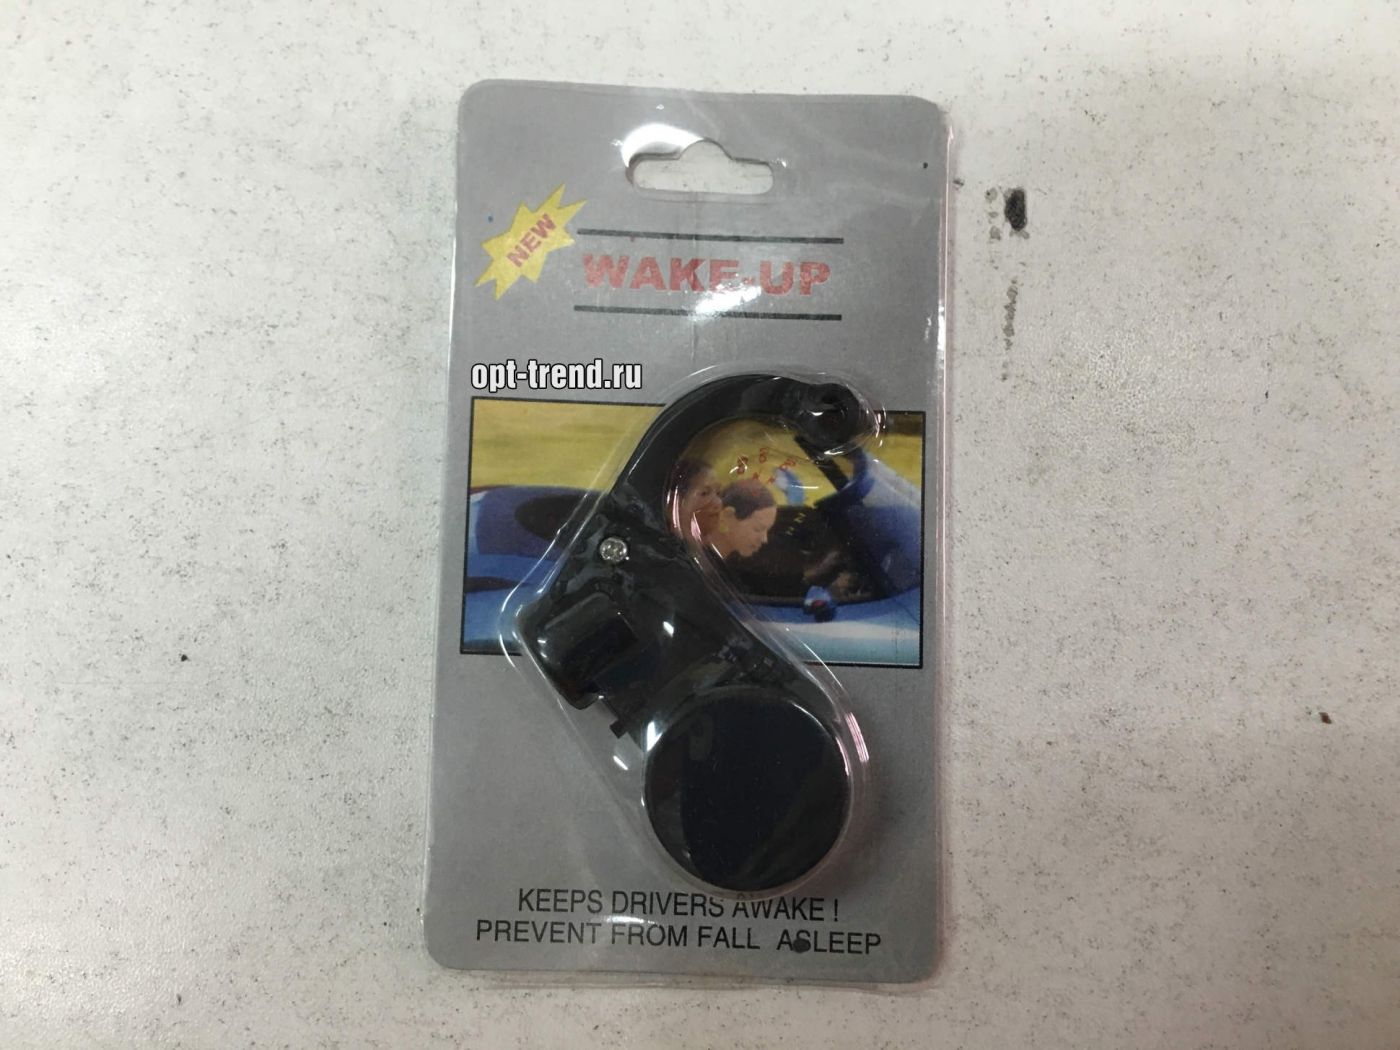 NEW
WAKE-UP
opt-trend.ru
KEEPS DRIVERS AWAKE !
PREVENT FROM FALL ASLEEP